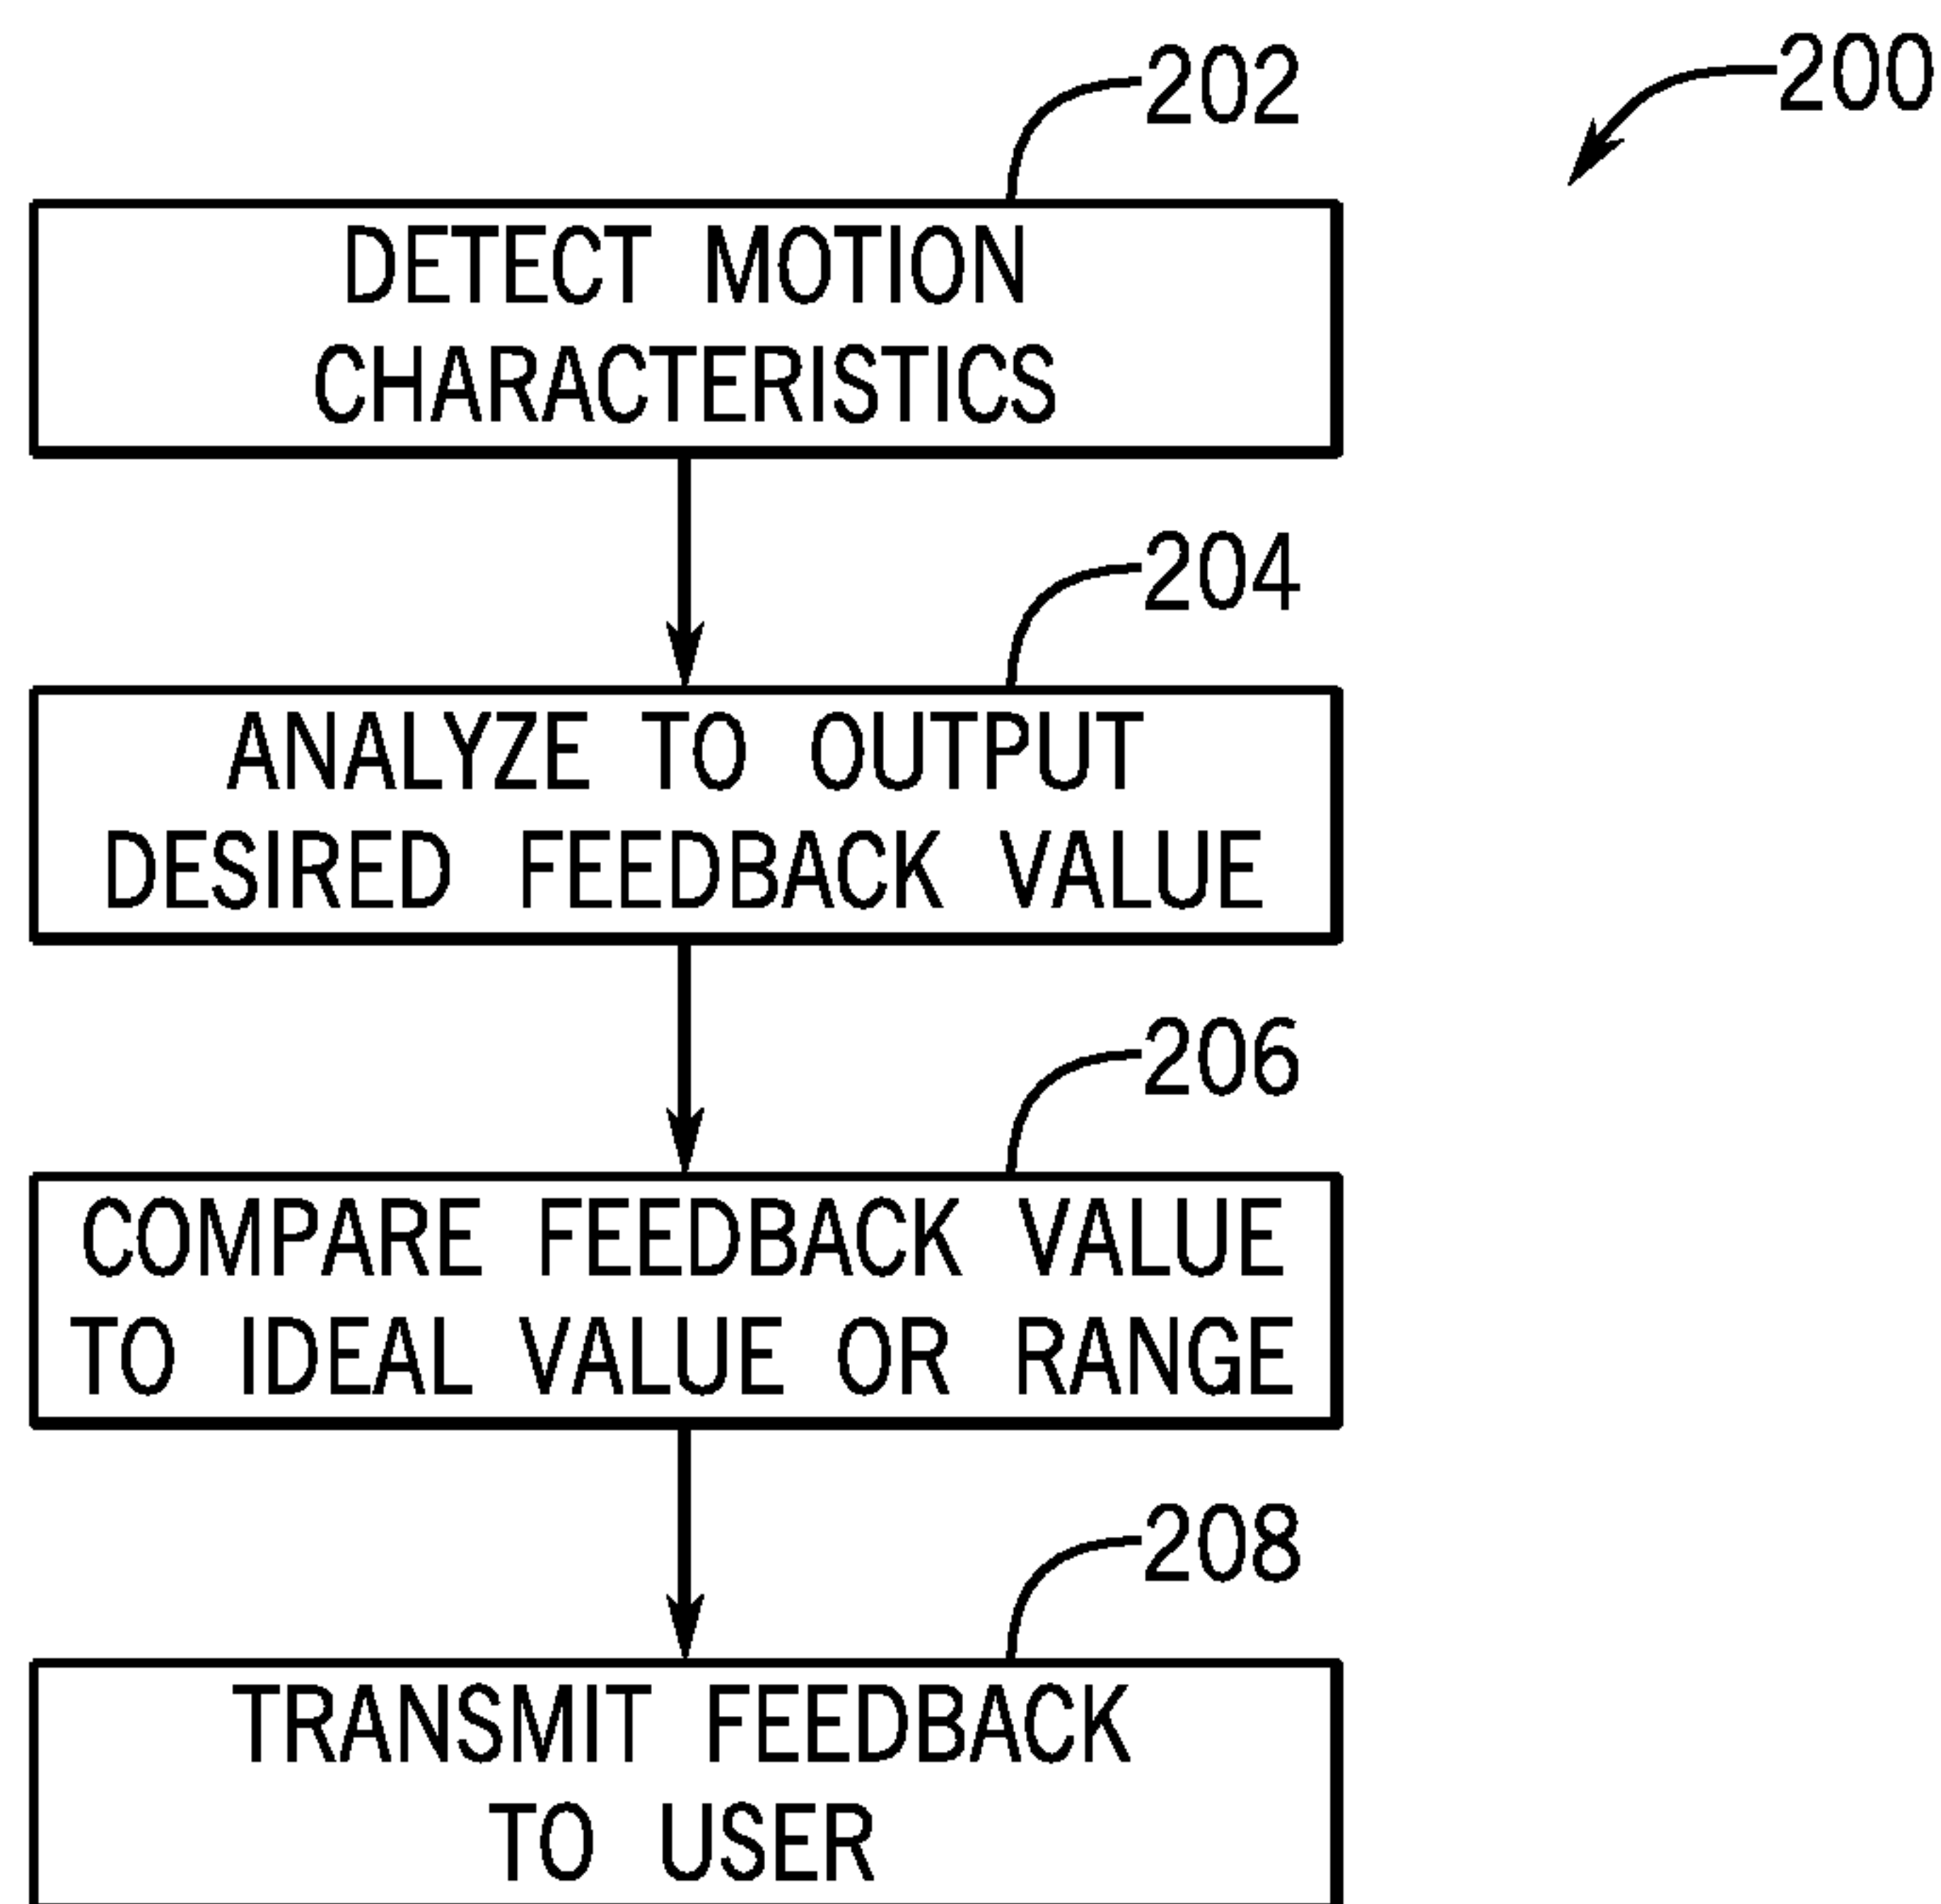 202
200
DETECT MOTION
CHARACTERISTICS
204
ANALYZE TO OUTPUT
DESIRED FEEDBACK VALUE
206
COMPARE FEEDBACK VALUE
TO IDEAL VALUE OR RANGE
208
TRANSMIT FEEDBACK
TO USER